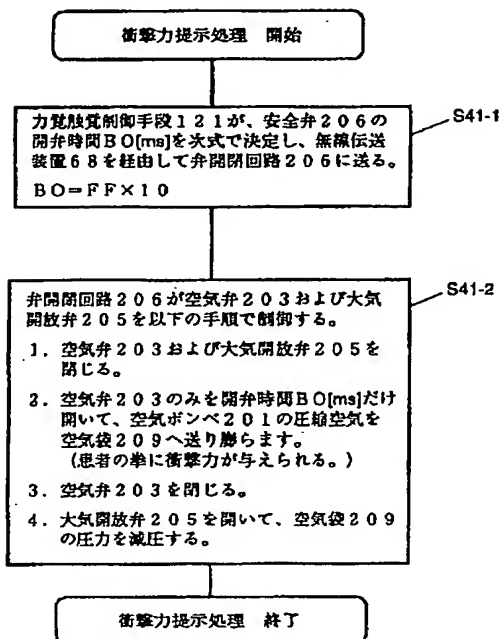 衝撃力提示処理 開始
力覚触覚制御手段121が、安全弁206の
開弁時間BO[ms]を次式で決定し、無線伝送
装置68を経由して弁開閉回路206に送る。
BO=FF×10
S41-1
弁開閉回路206が空気弁203および大気
開放弁205を以下の手順で制御する。
1. 空気弁203および大気開放弁205を
閉じる。
2. 空気弁203のみを開弁時間BO[ms]だけ
開いて、空気ボンベ201の圧縮空気を
空気袋209へ送り膨らます。
(患者の拳に衝撃力が与えられる。)
3. 空気弁203を閉じる。
4. 大気開放弁205を開いて、空気袋209
の圧力を減圧する。
S41-2
衝撃力提示処理 終了